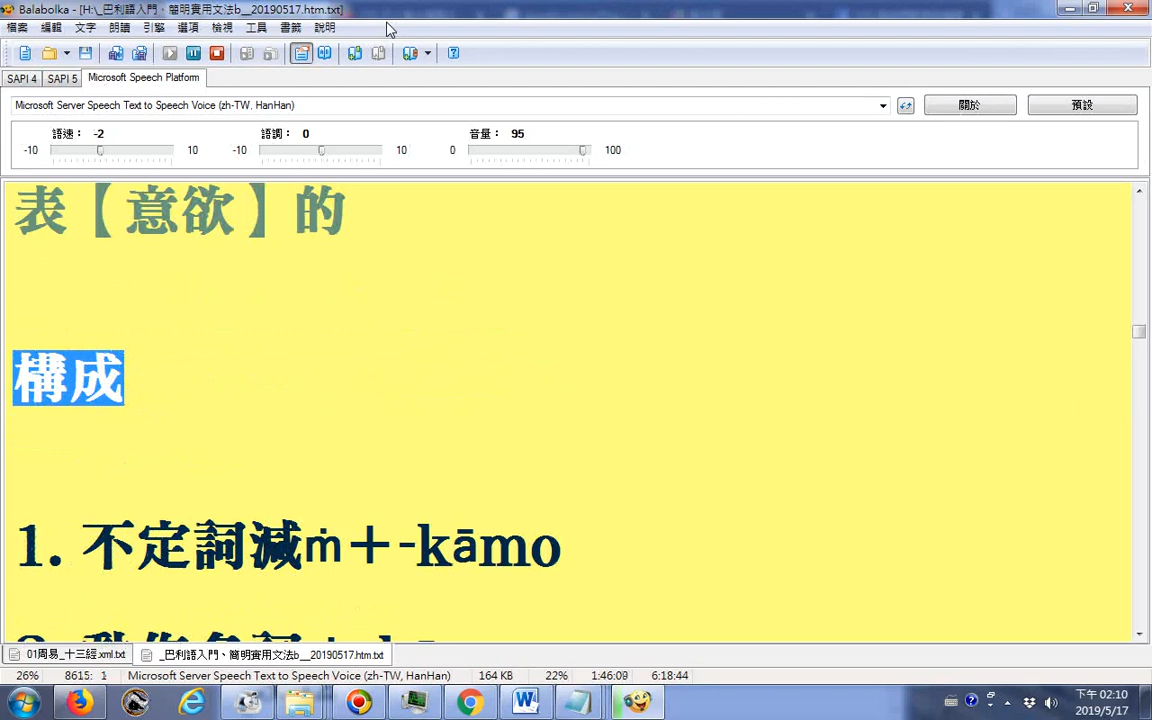 Balabolka - [H:\_巴利語入門、簡明實用文法b__20190517.htm.txt]
檔案 編輯 文字 朗讀 引擎 選項 檢視 工具 書籤 說明
SAPI 4 SAPI 5 Microsoft Speech Platform
Microsoft Server Speech Text to Speech Voice (zh-TW, HanHan) 關於 預設
語速： -2 語調： 0 音量： 95
-10 10 -10 10 0 100
表【意欲】的
構成
1. 不定詞減ṁ＋-kāmo
01周易_十三經.xml.txt _巴利語入門、簡明實用文法b__20190517.htm.txt
26% 8615: 1 Microsoft Server Speech Text to Speech Voice (zh-TW, HanHan) 164 KB 22% 1:46:09 6:18:44
下午 02:10
2019/5/17